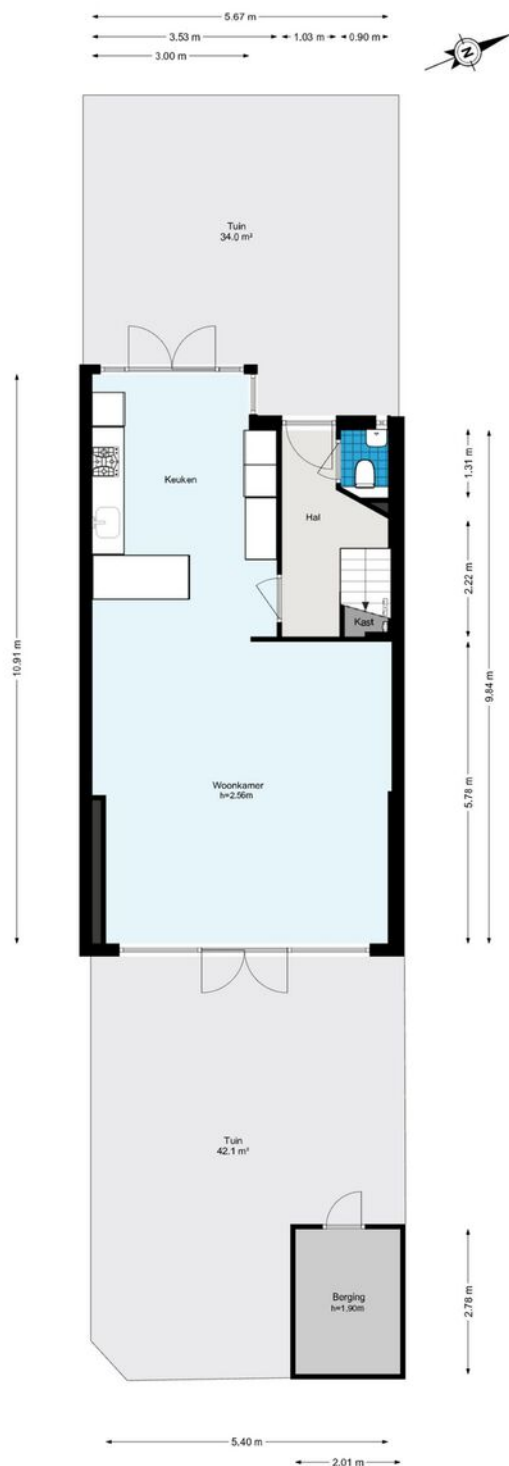 5.67 m
3.53 m
1.03 m
0.90 m
3.00 m
N
Tuin
34.0 m²
Keuken
Hal
Kast
1.31 m
2.22 m
10.91 m
9.84 m
5.78 m
Woonkamer
h=2.56m
Tuin
42.1 m²
Berging
h=1.90m
2.78 m
5.40 m
2.01 m